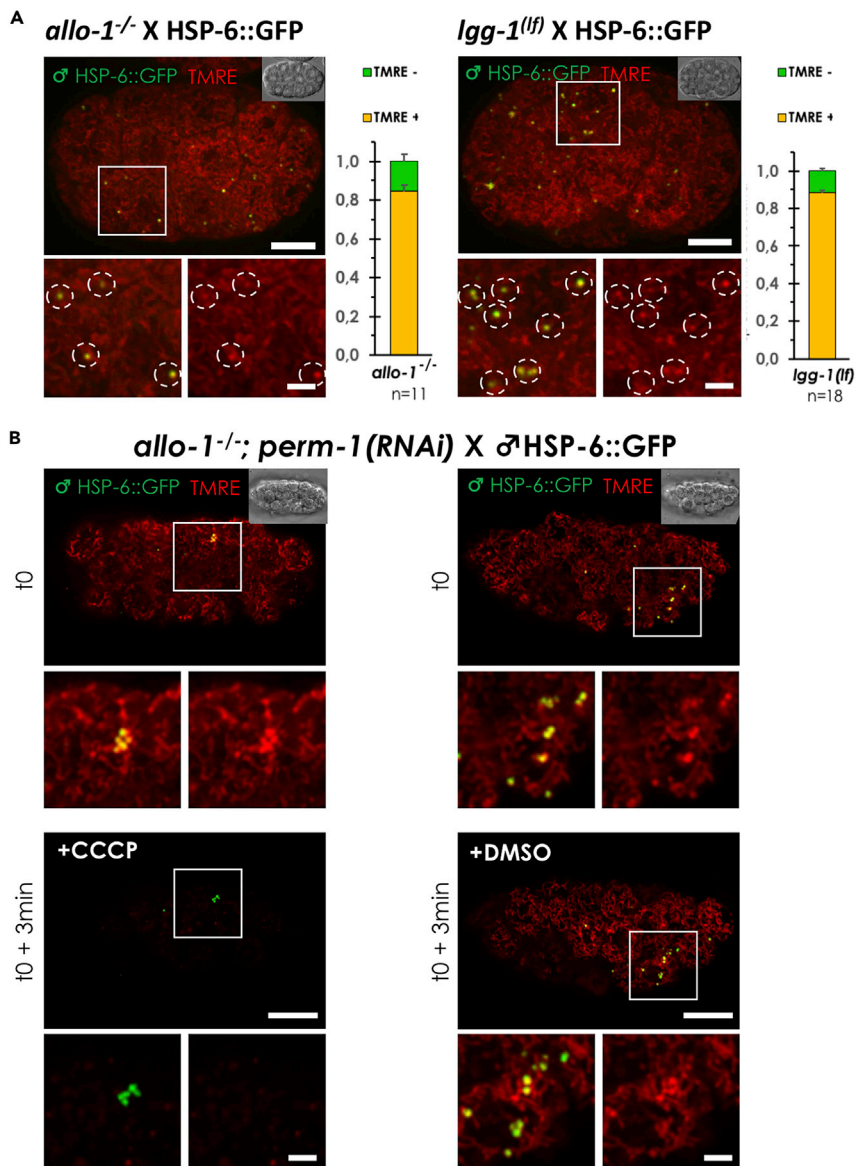 A
allo-1-/- X HSP-6::GFP
♂ HSP-6::GFP TMRE
TMRE -
TMRE +
1,0
0,8
0,6
0,4
0,2
0,0
allo-1-/-
n=11
lgg-1(lf) X HSP-6::GFP
♂ HSP-6::GFP TMRE
TMRE -
TMRE +
1,0
0,8
0,6
0,4
0,2
0,0
lgg-1(lf)
n=18
B
allo-1-/-; perm-1(RNAi) X ♂HSP-6::GFP
♂ HSP-6::GFP TMRE
♂ HSP-6::GFP TMRE
t0
t0
+CCCP
+DMSO
t0 + 3min
t0 + 3min